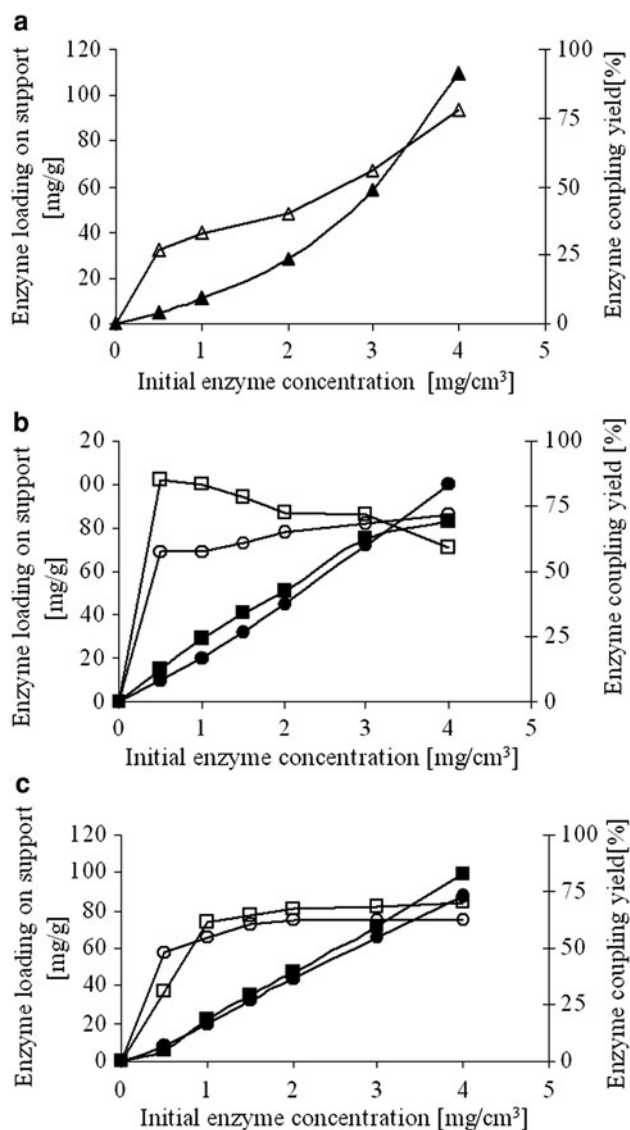 a
120
100
80
60
40
20
0
Enzyme loading on support
[mg/g]
100
75
50
25
0
Enzyme coupling yield[%]
0 1 2 3 4 5
Initial enzyme concentration [mg/cm³]
b
20
00
80
60
40
20
0
Enzyme loading on support
[mg/g]
100
75
50
25
0
Enzyme coupling yield [%]
0 1 2 3 4 5
Initial enzyme concentration [mg/cm³]
c
120
100
80
60
40
20
0
Enzyme loading on support
[mg/g]
100
75
50
25
0
Enzyme coupling yield[%]
0 1 2 3 4 5
Initial enzyme concentration [mg/cm³]